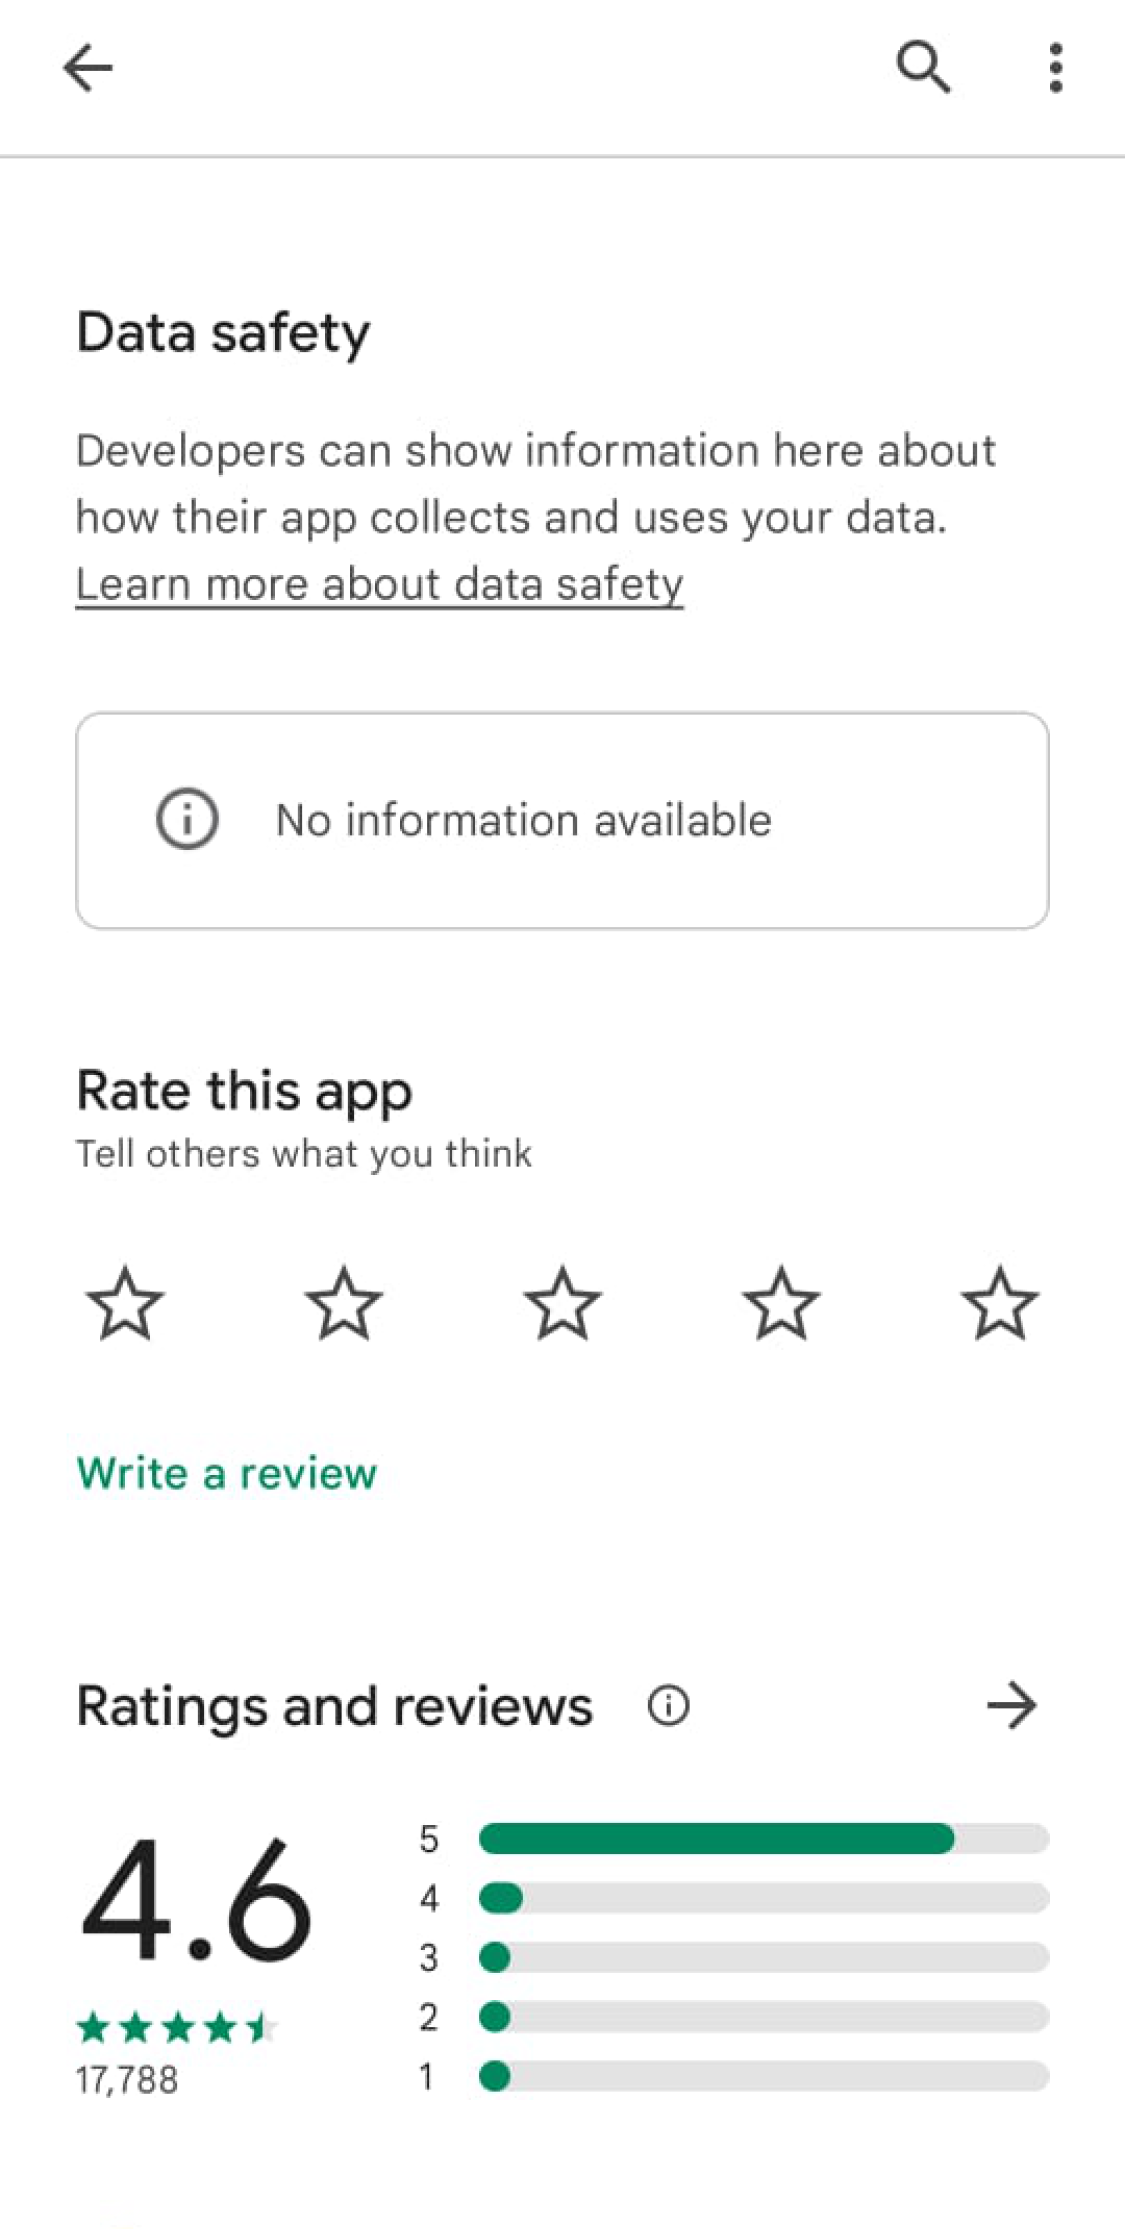 Data safety
Developers can show information here about
how their app collects and uses your data.
Learn more about data safety
No information available
Rate this app
Tell others what you think
Write a review
Ratings and reviews
4.6
17,788
5
4
3
2
1